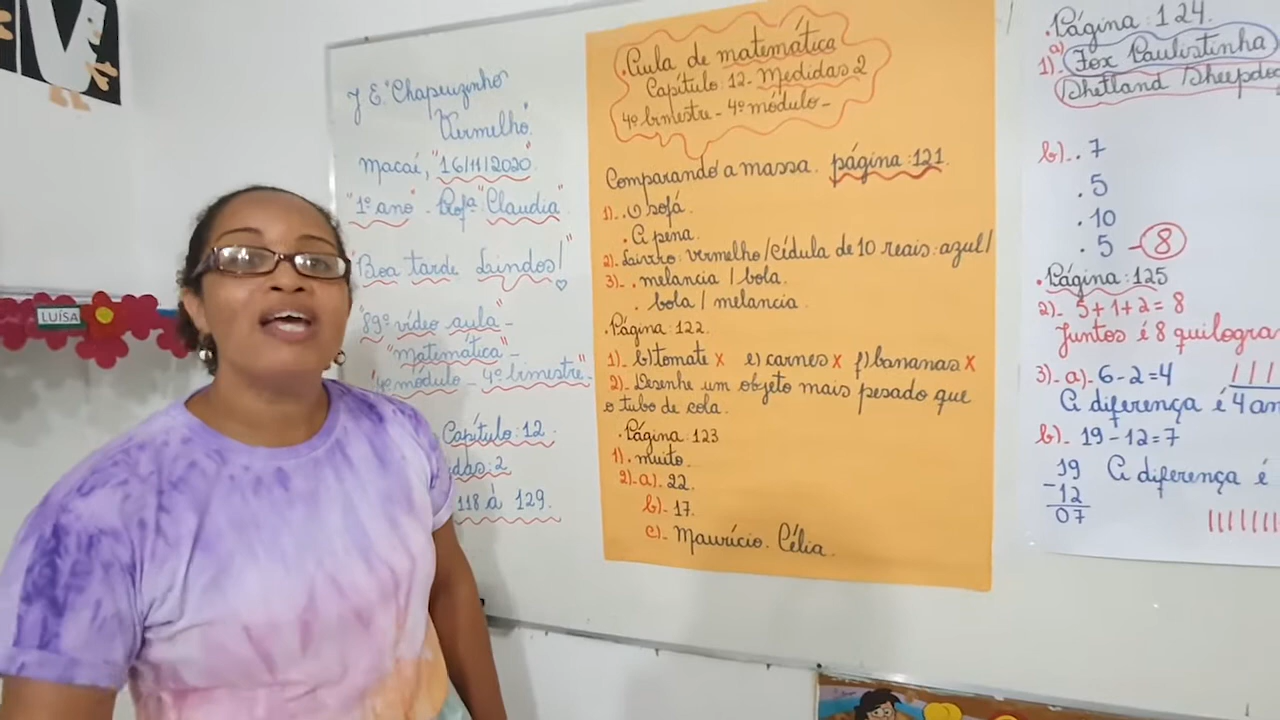 V
LUÍSA
J E. "Chapeuzinho
Vermelho".
macaé, "16/11/2020".
"1º ano" - Profª "Claudia"
"Boa tarde Lindos!"
"89º vídeo aula" -
"Matemática" -
"4º módulo - 4º bimestre" -
Capítulo: 12.
das: 2
118 à 129.
. Aula de matemática
Capítulo: 12 - Medidas 2
4º bimestre - 4º módulo -
Comparando a massa. página: 121.
1) - . O sofá.
. A pena.
2) - Livro: vermelho / Cédula de 10 reais: azul /
3) - . melancia / bola.
. bola / melancia.
. Página: 122.
1) - b) tomate x e) carnes x f) bananas x
2) - Desenhe um objeto mais pesado que
o tubo de cola.
. Página: 123
1) . muito.
2) - a) . 22.
b) - 17.
c) - Maurício. Célia.
. Página: 124.
1) a) Fox Paulistinha
Shetland Sheepdo
b) - . 7
. 5
. 10
. 5 - 8
. Página: 125
2) - 5 + 1 + 2 = 8
Juntos é 8 quilogra
3) - a) - 6 - 2 = 4
A diferença é 4 an
b) - 19 - 12 = 7
19 A diferença é
- 12
07